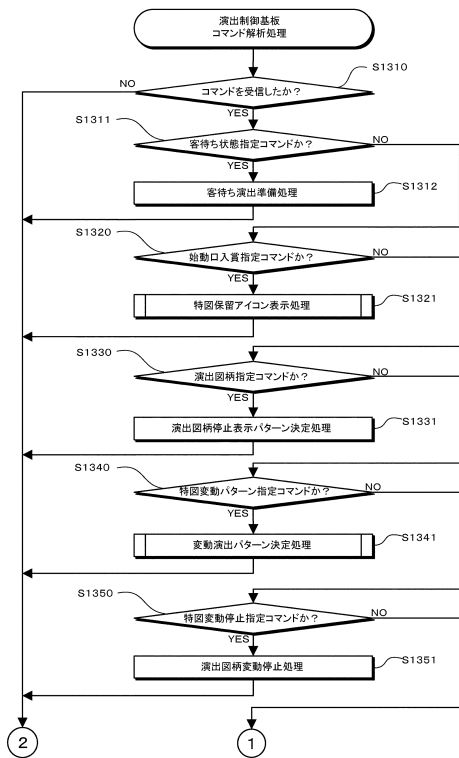 演出制御基板
コマンド解析処理
S1310
NO
コマンドを受信したか？
YES
S1311
客待ち状態指定コマンドか？
NO
YES
客待ち演出準備処理
S1312
S1320
始動口入賞指定コマンドか？
NO
YES
特図保留アイコン表示処理
S1321
S1330
演出図柄指定コマンドか？
NO
YES
演出図柄停止表示パターン決定処理
S1331
S1340
特図変動パターン指定コマンドか？
NO
YES
変動演出パターン決定処理
S1341
S1350
特図変動停止指定コマンドか？
NO
YES
演出図柄変動停止処理
S1351
2
1